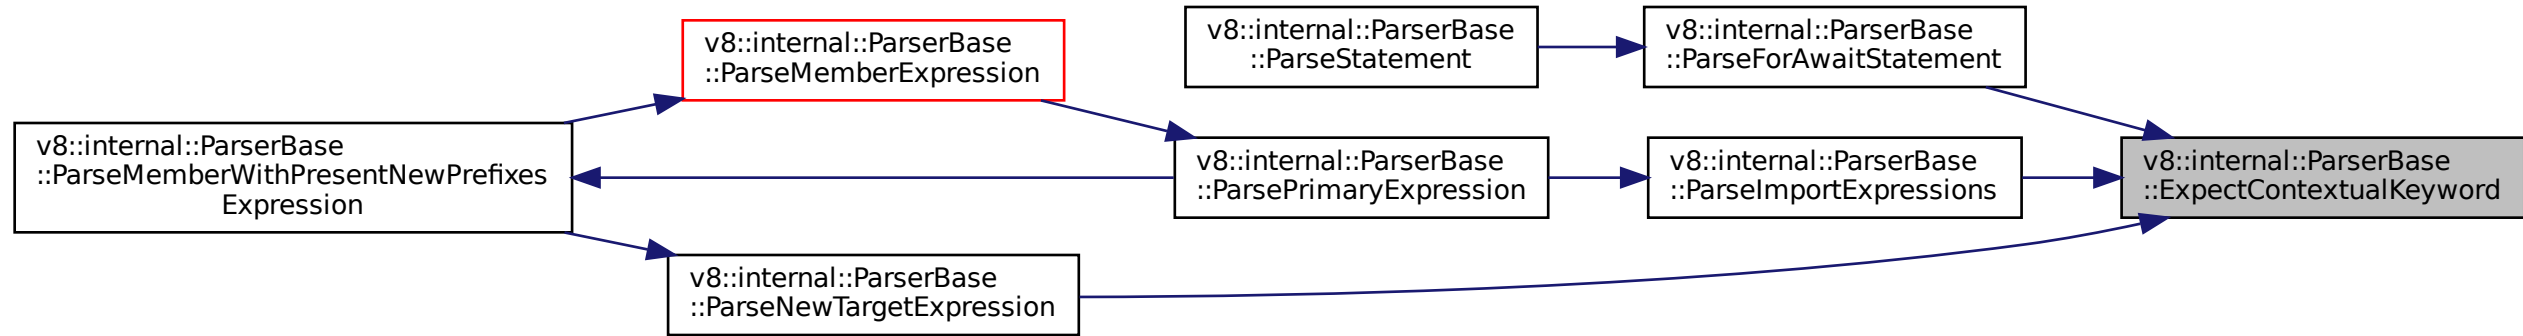 v8::internal::ParserBase
::ParseMemberWithPresentNewPrefixes
Expression
v8::internal::ParserBase
::ParseMemberExpression
v8::internal::ParserBase
::ParseNewTargetExpression
v8::internal::ParserBase
::ParseStatement
v8::internal::ParserBase
::ParsePrimaryExpression
v8::internal::ParserBase
::ParseForAwaitStatement
v8::internal::ParserBase
::ParseImportExpressions
v8::internal::ParserBase
::ExpectContextualKeyword